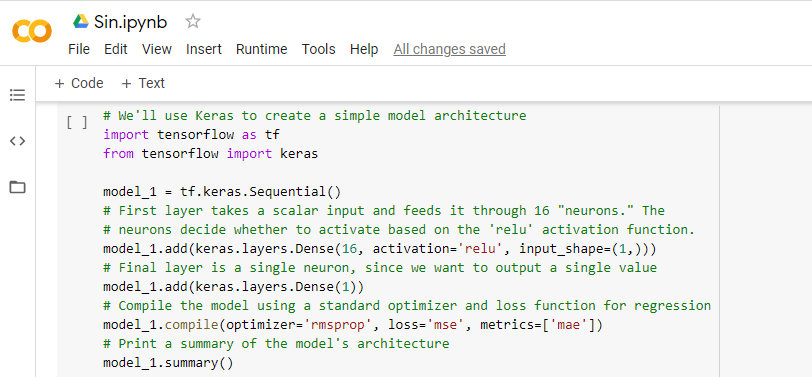 Sin.ipynb
File Edit View Insert Runtime Tools Help All changes saved
+ Code + Text
[ ]
# We'll use Keras to create a simple model architecture
import tensorflow as tf
from tensorflow import keras
model_1 = tf.keras.Sequential()
# First layer takes a scalar input and feeds it through 16 "neurons." The
# neurons decide whether to activate based on the 'relu' activation function.
model_1.add(keras.layers.Dense(16, activation='relu', input_shape=(1,)))
# Final layer is a single neuron, since we want to output a single value
model_1.add(keras.layers.Dense(1))
# Compile the model using a standard optimizer and loss function for regression
model_1.compile(optimizer='rmsprop', loss='mse', metrics=['mae'])
# Print a summary of the model's architecture
model_1.summary()